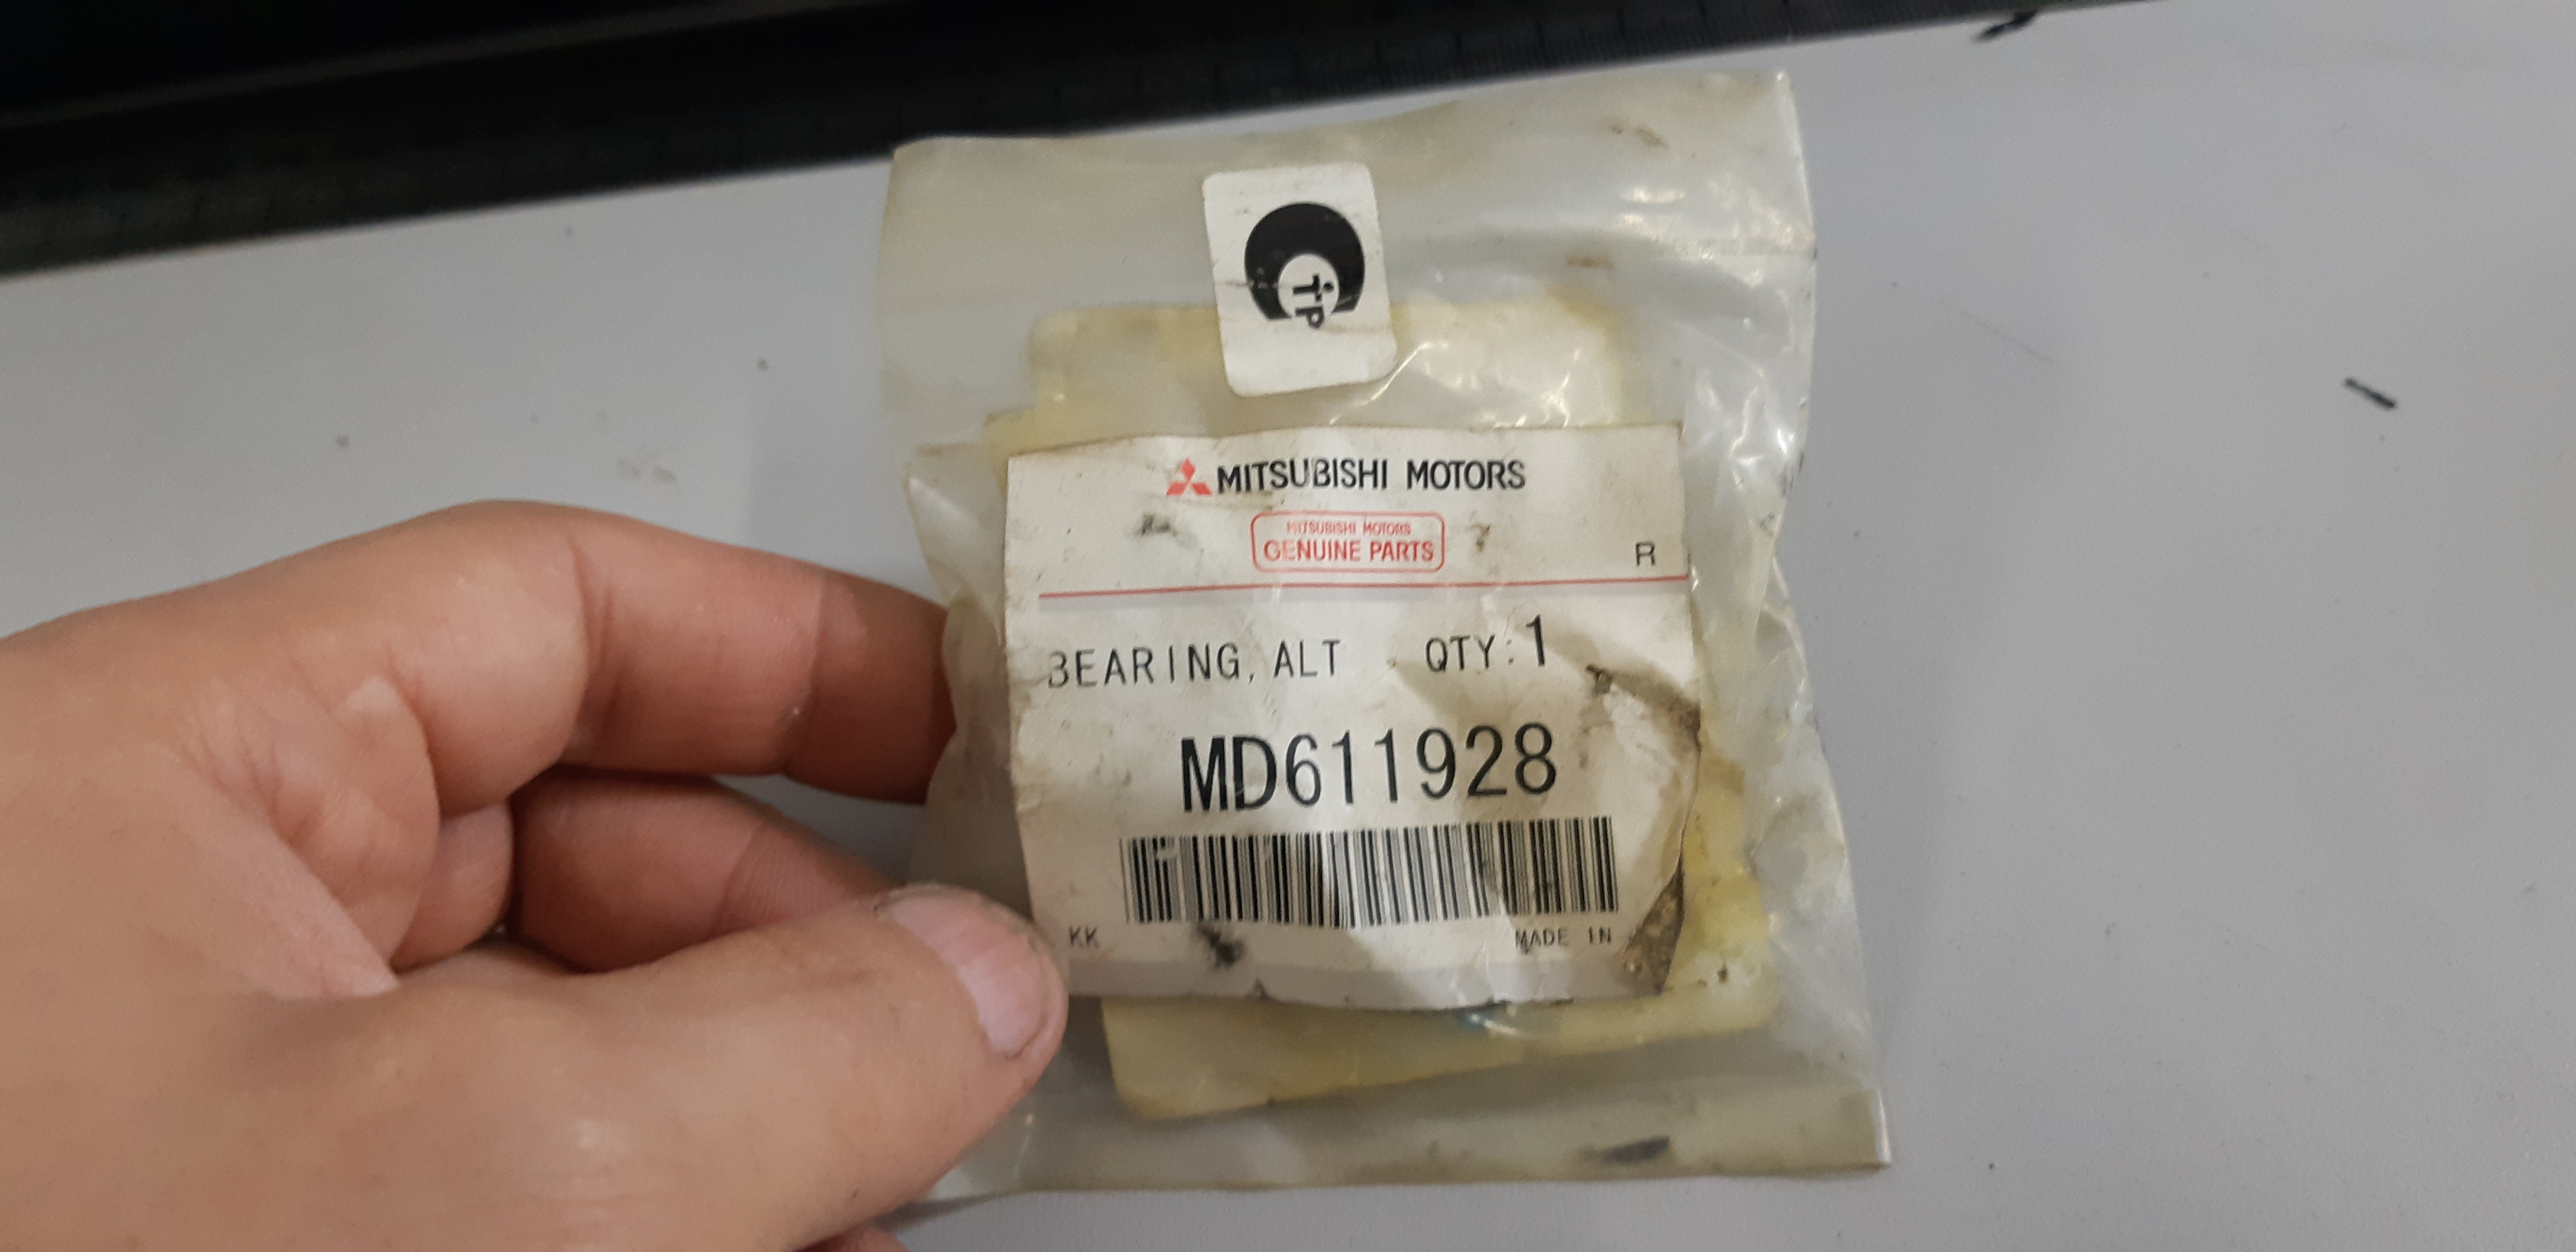 TP
MITSUBISHI MOTORS
MITSUBISHI MOTORS
GENUINE PARTS
R
BEARING, ALT QTY:1
MD611928
KK MADE IN